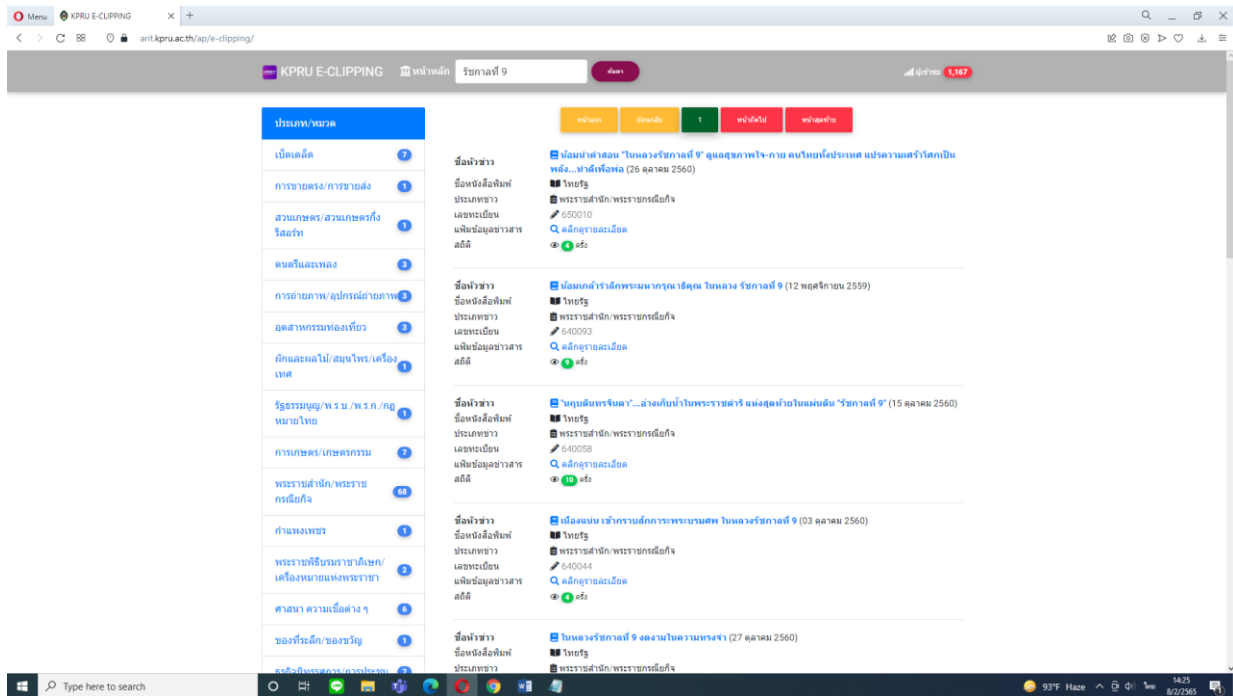 Menu KPRU E-CLIPPING
arit.kpru.ac.th/ap/e-clipping/
KPRU E-CLIPPING หน้าหลัก รัชกาลที่ 9 ค้นหา ผู้เข้าชม 1,167
ประเภท/หมวด
เบ็ดเตล็ด 7
การขายตรง/การขายส่ง 1
สวนเกษตร/สวนเกษตรกึ่ง
รีสอร์ท 1
ดนตรีและเพลง 3
การถ่ายภาพ/อุปกรณ์ถ่ายภาพ 3
อุตสาหกรรมท่องเที่ยว 3
ผักและผลไม้/สมุนไพร/เครื่อง
เทศ 1
รัฐธรรมนูญ/พ.ร.บ./พ.ร.ก./กฎ
หมายไทย 1
การเกษตร/เกษตรกรรม 7
พระราชสำนัก/พระราช
กรณียกิจ 68
กำแพงเพชร 1
พระราชพิธีบรมราชาภิเษก/
เครื่องหมายแห่งพระราชา 2
ศาสนา ความเชื่อต่าง ๆ 6
ของที่ระลึก/ของขวัญ 1
ธุรกิจนิทรรศการ/การประชุม 7
หน้าแรก ย้อนกลับ 1 หน้าถัดไป หน้าสุดท้าย
ชื่อหัวข่าว น้อมนำคำสอน "ในหลวงรัชกาลที่ 9" ดูแลสุขภาพใจ-กาย คนไทยทั้งประเทศ แปรความเศร้าโศกเป็น
พลัง...ทำดีเพื่อพ่อ (26 ตุลาคม 2560)
ชื่อหนังสือพิมพ์ ไทยรัฐ
ประเภทข่าว พระราชสำนัก/พระราชกรณียกิจ
เลขทะเบียน 650010
แฟ้มข้อมูลข่าวสาร คลิกดูรายละเอียด
สถิติ 4 ครั้ง
ชื่อหัวข่าว น้อมเกล้ารำลึกพระมหากรุณาธิคุณ ในหลวง รัชกาลที่ 9 (12 พฤศจิกายน 2559)
ชื่อหนังสือพิมพ์ ไทยรัฐ
ประเภทข่าว พระราชสำนัก/พระราชกรณียกิจ
เลขทะเบียน 640093
แฟ้มข้อมูลข่าวสาร คลิกดูรายละเอียด
สถิติ 9 ครั้ง
ชื่อหัวข่าว "นฤบดินทรจินดา"...อ่างเก็บน้ำในพระราชดำริ แห่งสุดท้ายในแผ่นดิน "รัชกาลที่ 9" (15 ตุลาคม 2560)
ชื่อหนังสือพิมพ์ ไทยรัฐ
ประเภทข่าว พระราชสำนัก/พระราชกรณียกิจ
เลขทะเบียน 640058
แฟ้มข้อมูลข่าวสาร คลิกดูรายละเอียด
สถิติ 10 ครั้ง
ชื่อหัวข่าว เนืองแน่น เข้ากราบสักการะพระบรมศพ ในหลวงรัชกาลที่ 9 (03 ตุลาคม 2560)
ชื่อหนังสือพิมพ์ ไทยรัฐ
ประเภทข่าว พระราชสำนัก/พระราชกรณียกิจ
เลขทะเบียน 640044
แฟ้มข้อมูลข่าวสาร คลิกดูรายละเอียด
สถิติ 4 ครั้ง
ชื่อหัวข่าว ในหลวงรัชกาลที่ 9 งดงามในความทรงจำ (27 ตุลาคม 2560)
ชื่อหนังสือพิมพ์ ไทยรัฐ
ประเภทข่าว พระราชสำนัก/พระราชกรณียกิจ
Type here to search 93°F Haze ไทย 14:25
8/2/2565